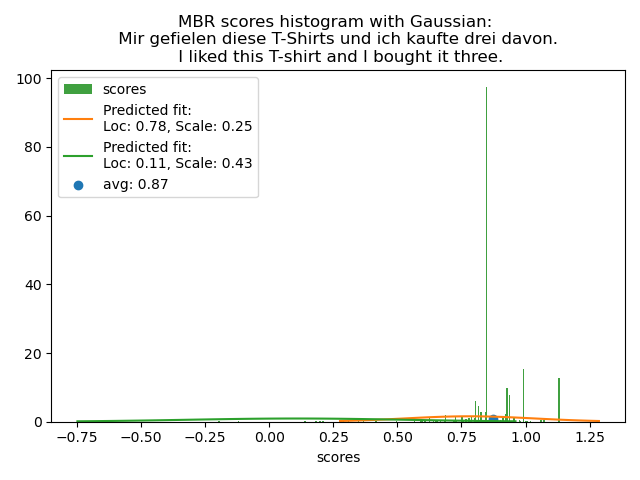 MBR scores histogram with Gaussian:
Mir gefielen diese T-Shirts und ich kaufte drei davon.
I liked this T-shirt and I bought it three.
scores
Predicted fit:
Loc: 0.78, Scale: 0.25
Predicted fit:
Loc: 0.11, Scale: 0.43
avg: 0.87
100
80
60
40
20
0
−0.75 −0.50 −0.25 0.00 0.25 0.50 0.75 1.00 1.25
scores